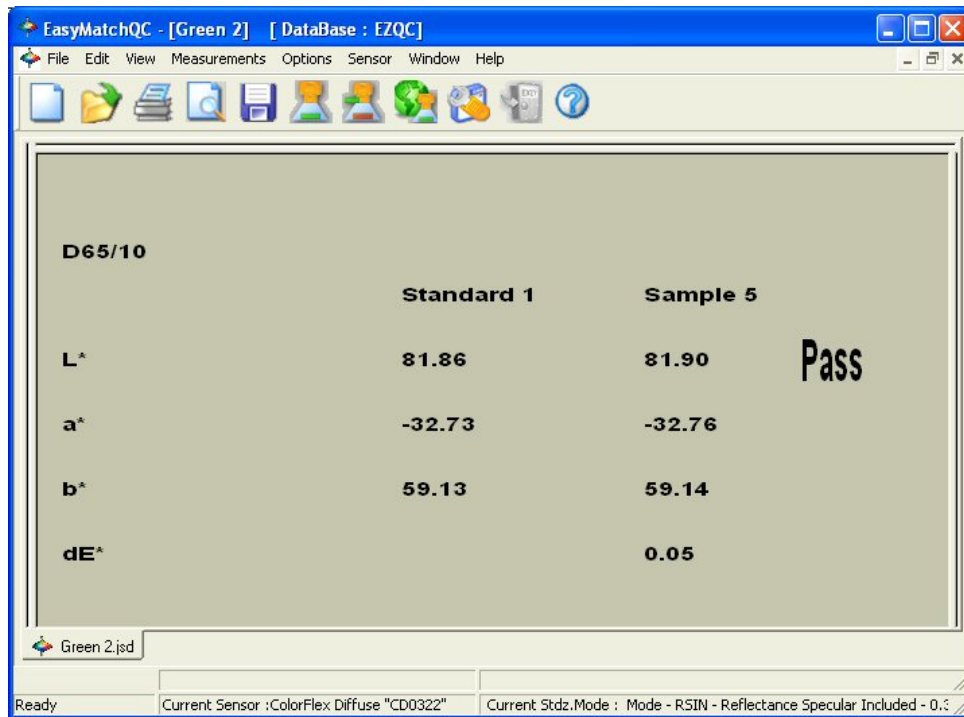 EasyMatchQC - [Green 2] [ DataBase : EZQC]
File Edit View Measurements Options Sensor Window Help
D65/10
Standard 1 Sample 5
L* 81.86 81.90 Pass
a* -32.73 -32.76
b* 59.13 59.14
dE* 0.05
Green 2.jsd
Ready Current Sensor :ColorFlex Diffuse "CD0322" Current Stdz.Mode : Mode - RSIN - Reflectance Specular Included - 0.